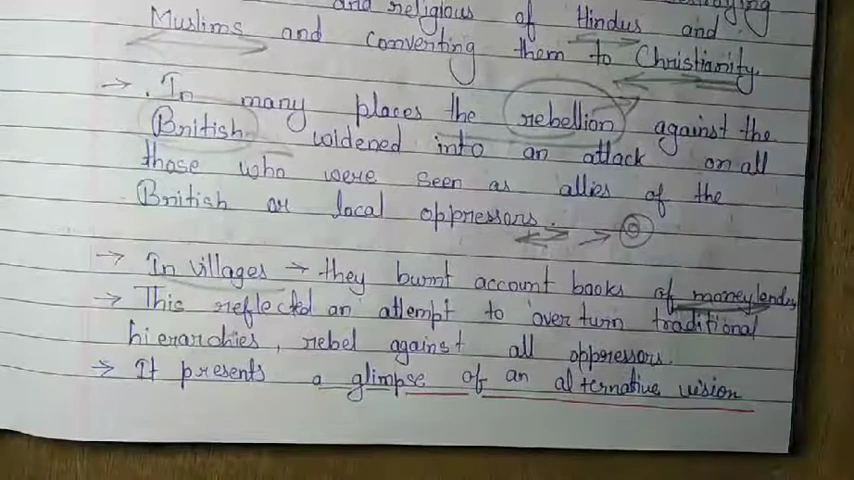 and religious of Hindus and
Muslims and converting them to Christianity.
→ . In many places the rebellion against the
British widened into an attack on all
those who were seen as allies of the
British or local oppressors.
→ In villages → they burnt account books of moneylenders
→ This reflected an attempt to overturn traditional
hierarchies, rebel against all oppressors.
→ It presents a glimpse of an alternative vision